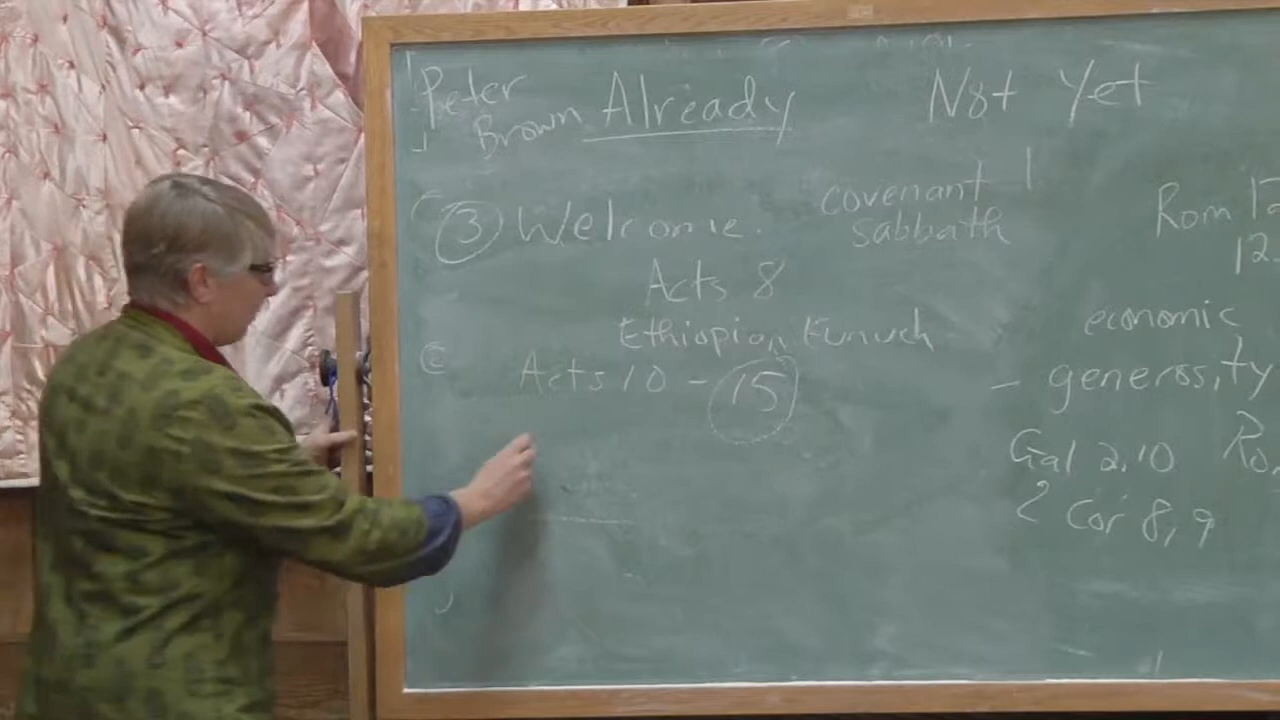 Peter
Brown Already
Not Yet
③ Welcome.
covenant
sabbath
Acts 8
Ethiopian Eunuch
Acts 10 - 15
Rom
12
economic
- generosity
Gal 2,10
2 Cor 8,9